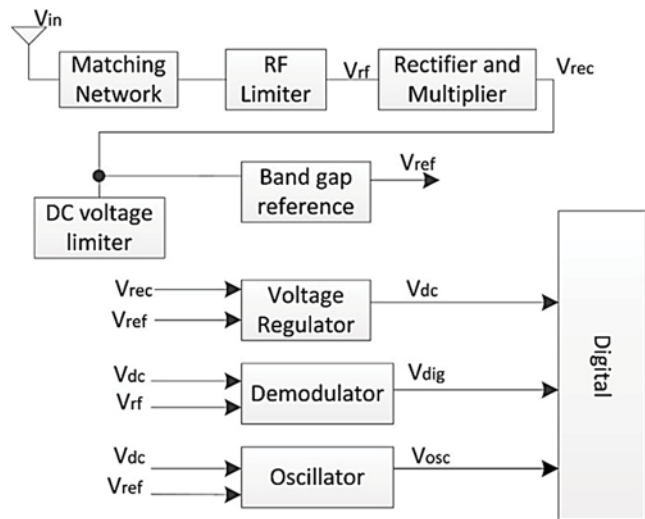 Vin
Matching
Network
RF
Limiter
Vrf
Rectifier and
Multiplier
Vrec
DC voltage
limiter
Band gap
reference
Vref
Vrec
Vref
Voltage
Regulator
Vdc
Vdc
Vrf
Demodulator
Vdig
Vdc
Vref
Oscillator
Vosc
Digital